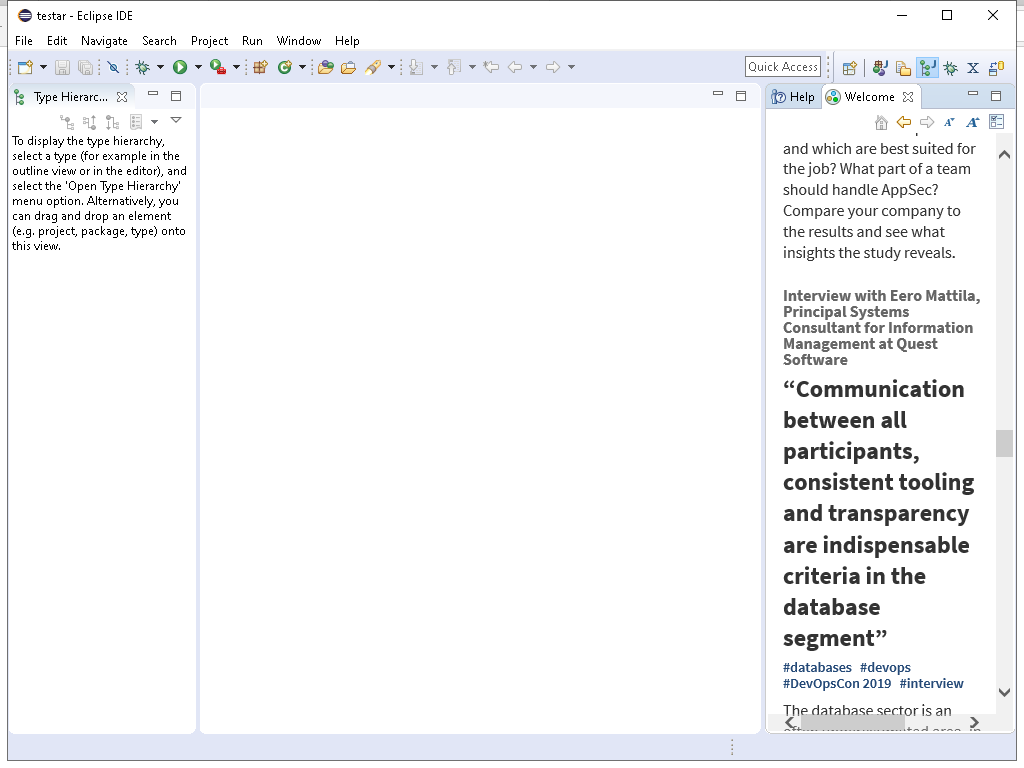 testar - Eclipse IDE
File Edit Navigate Search Project Run Window Help
Quick Access
Type Hierarc...
To display the type hierarchy,
select a type (for example in the
outline view or in the editor), and
select the 'Open Type Hierarchy'
menu option. Alternatively, you
can drag and drop an element
(e.g. project, package, type) onto
this view.
Help Welcome
and which are best suited for
the job? What part of a team
should handle AppSec?
Compare your company to
the results and see what
insights the study reveals.
Interview with Eero Mattila,
Principal Systems
Consultant for Information
Management at Quest
Software
“Communication
between all
participants,
consistent tooling
and transparency
are indispensable
criteria in the
database
segment”
#databases #devops
#DevOpsCon 2019 #interview
The database sector is an